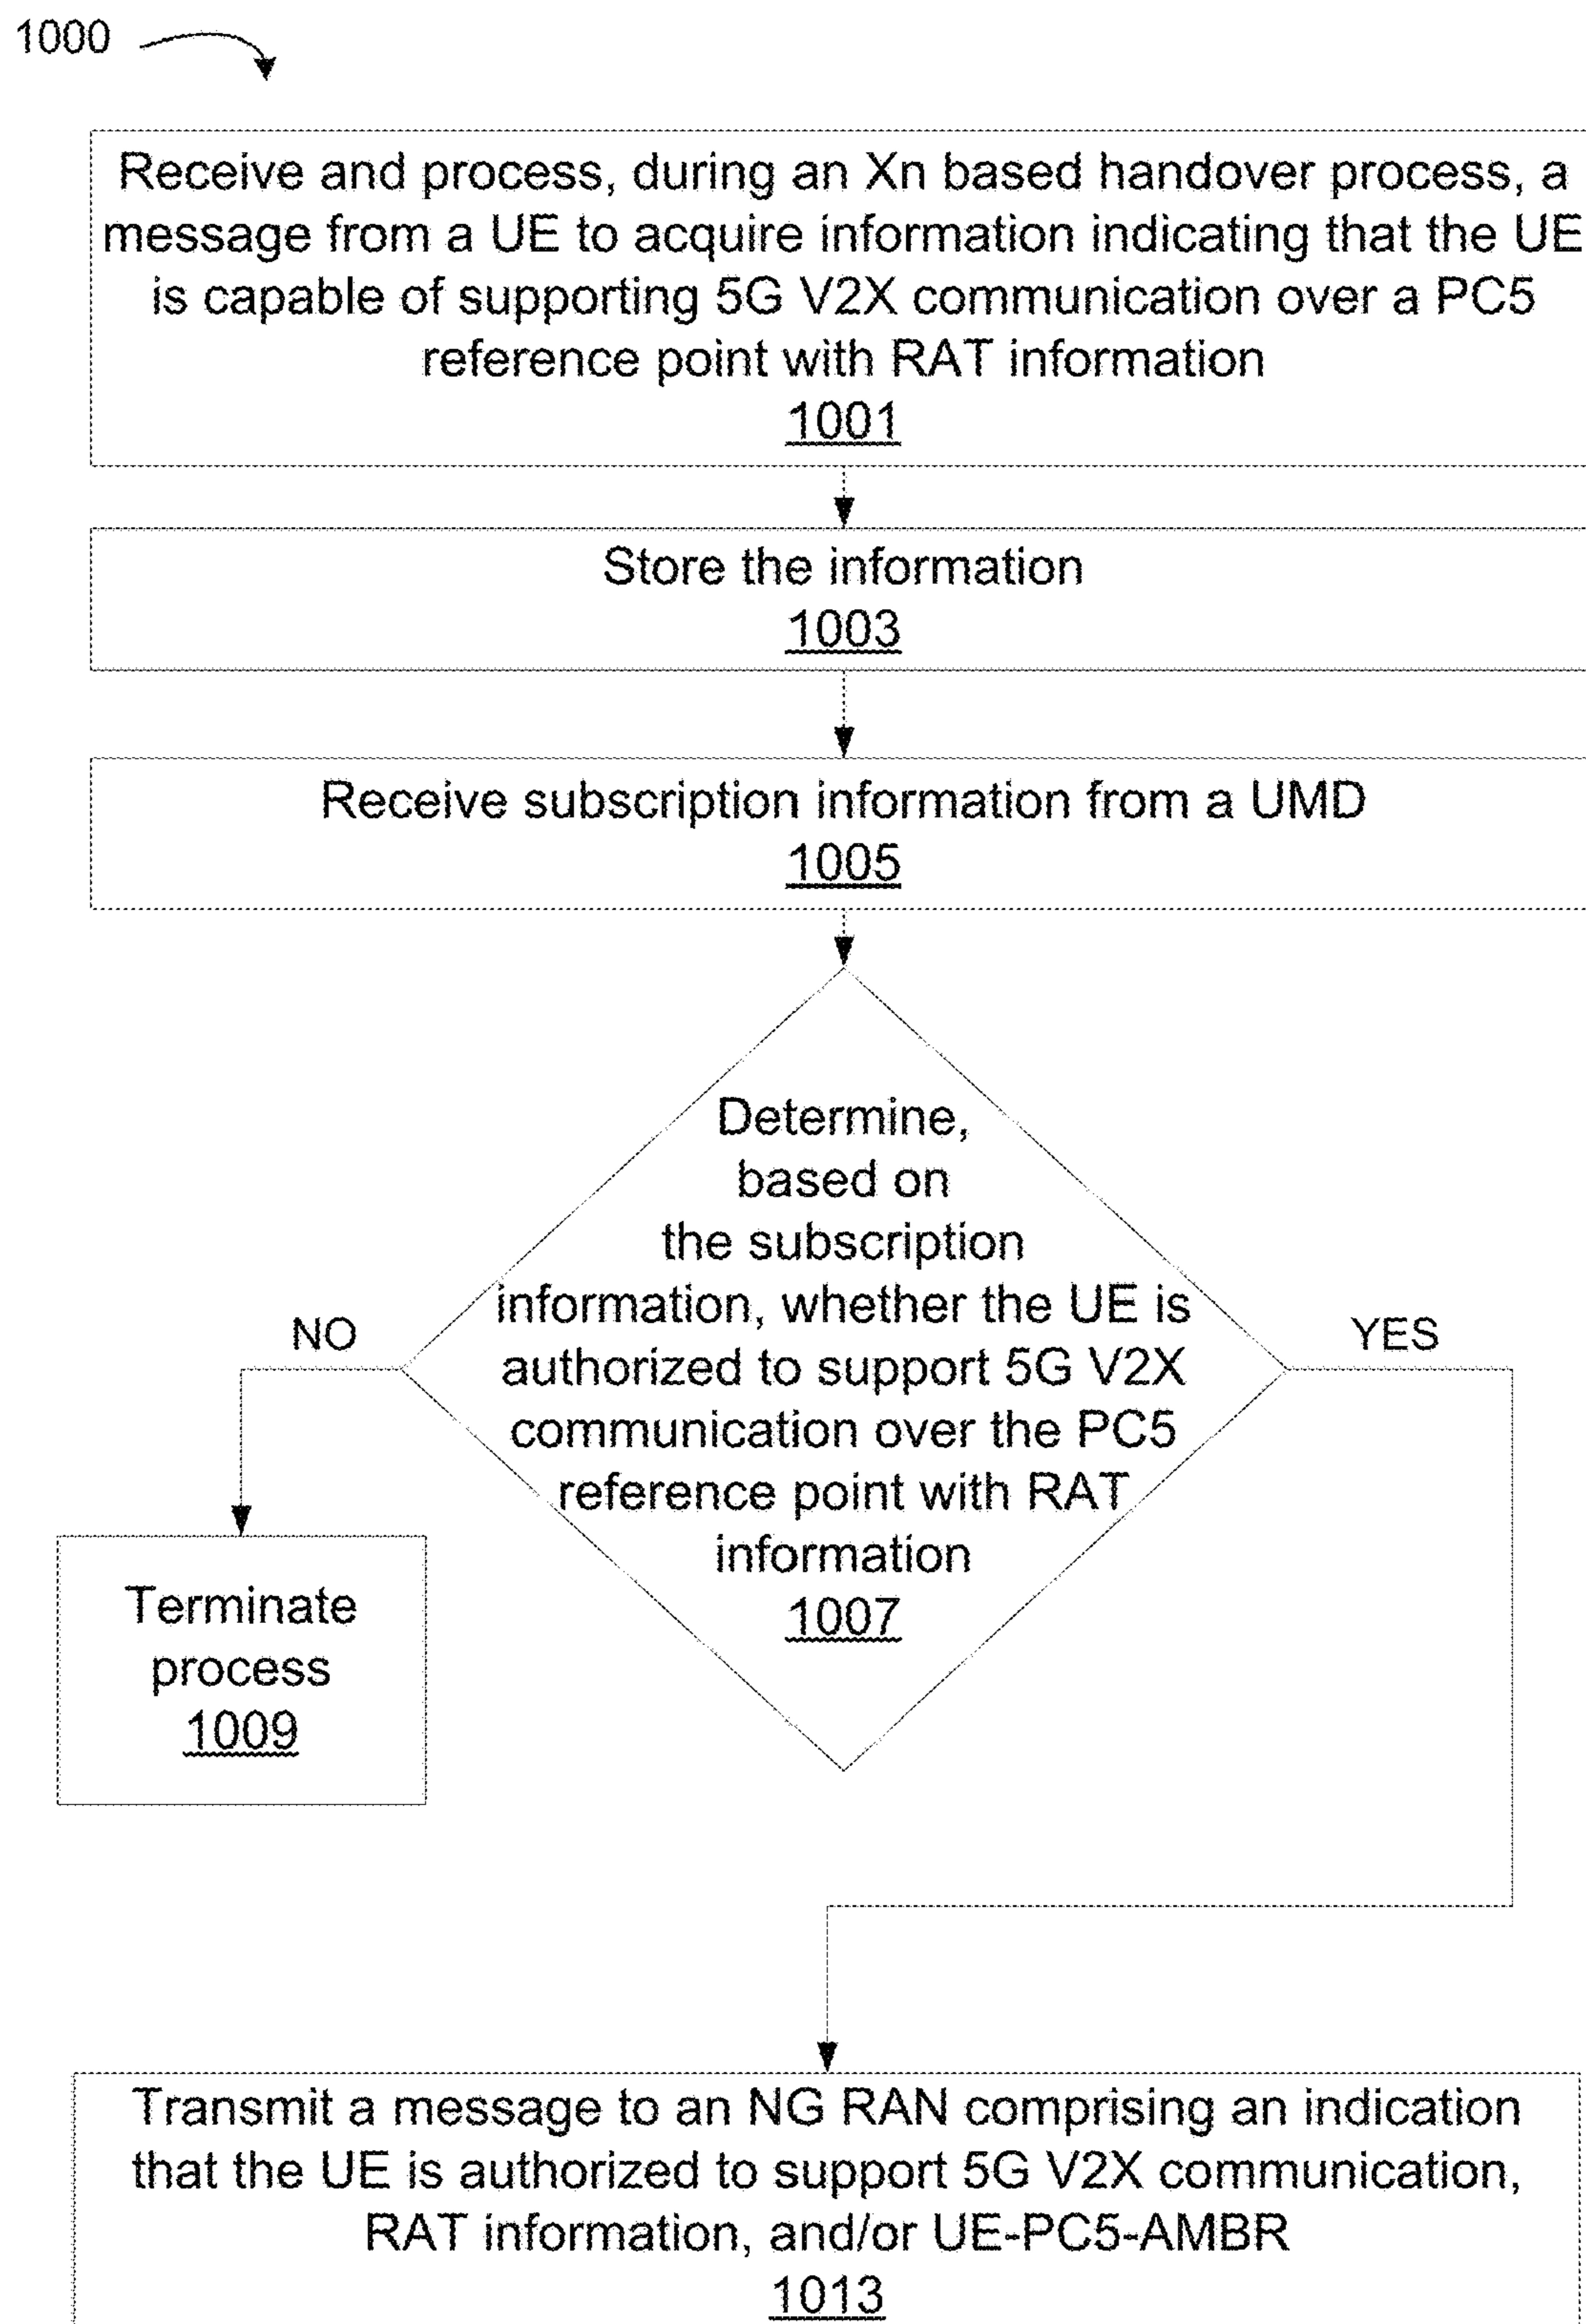 1000
Receive and process, during an Xn based handover process, a
message from a UE to acquire information indicating that the UE
is capable of supporting 5G V2X communication over a PC5
reference point with RAT information
1001
Store the information
1003
Receive subscription information from a UMD
1005
Determine,
based on
the subscription
information, whether the UE is
authorized to support 5G V2X
communication over the PC5
reference point with RAT
information
1007
NO
YES
Terminate
process
1009
Transmit a message to an NG RAN comprising an indication
that the UE is authorized to support 5G V2X communication,
RAT information, and/or UE-PC5-AMBR
1013